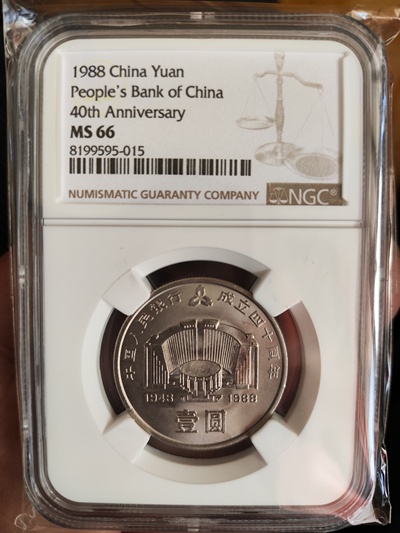 1988 China Yuan
People's Bank of China
40th Anniversary
MS 66
8199595-015
NUMISMATIC GUARANTY COMPANY NGC®
中国人民银行 成立四十周年
1948 1988
壹圆